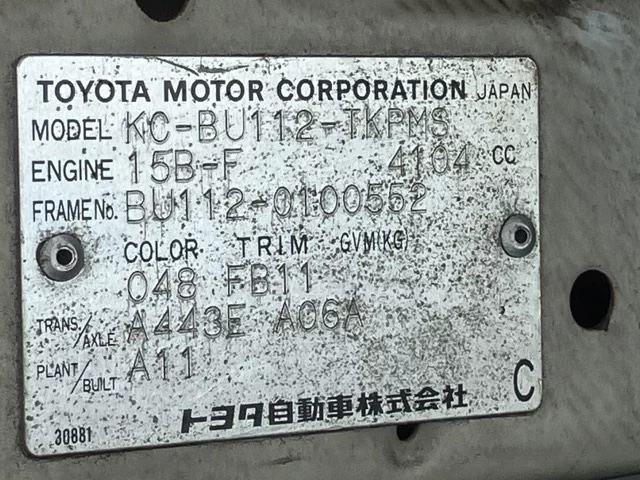 TOYOTA MOTOR CORPORATION JAPAN
MODEL KC-BU112-TKPMS
ENGINE 15B-F 4104 CC
FRAME No. BU112-0100552
COLOR TRIM GVM(KG)
048 FB11
TRANS./AXLE A443E A06A
PLANT/BUILT A11
C
トヨタ自動車株式会社
30881